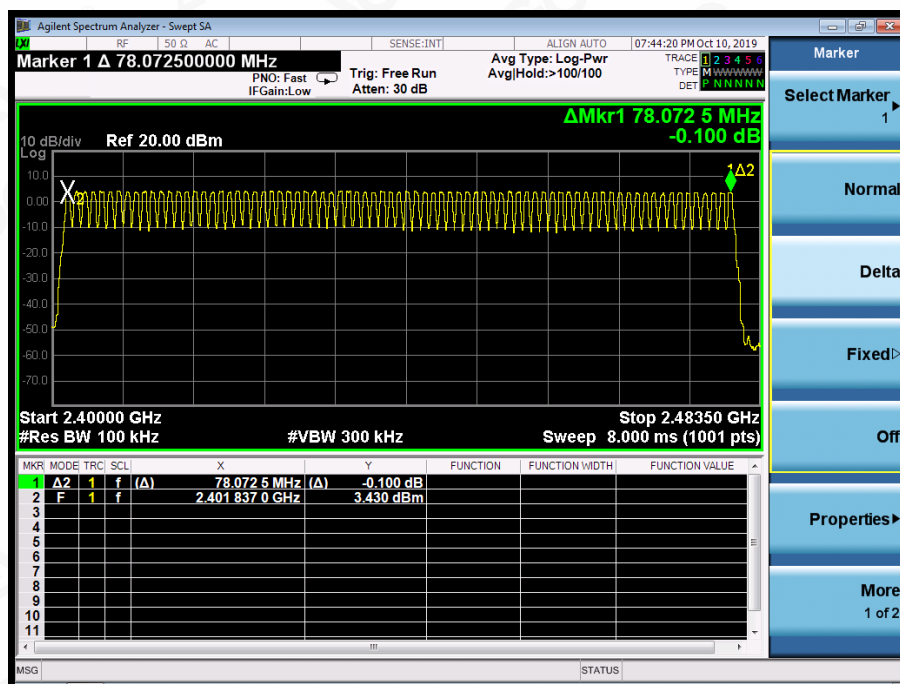 Agilent Spectrum Analyzer - Swept SA
LXI RF 50 Ω AC SENSE:INT ALIGN AUTO 07:44:20 PM Oct 10, 2019
Marker 1 Δ 78.072500000 MHz
PNO: Fast
IFGain:Low
Trig: Free Run
Atten: 30 dB
Avg Type: Log-Pwr
Avg|Hold:>100/100
TRACE 1 2 3 4 5 6
TYPE M WWWWW
DET P N N N N N
ΔMkr1 78.072 5 MHz
-0.100 dB
10 dB/div Ref 20.00 dBm
Log
10.0
0.00
-10.0
-20.0
-30.0
-40.0
-50.0
-60.0
-70.0
X2
1Δ2
Start 2.40000 GHz Stop 2.48350 GHz
#Res BW 100 kHz #VBW 300 kHz Sweep 8.000 ms (1001 pts)
MKR MODE TRC SCL X Y FUNCTION FUNCTION WIDTH FUNCTION VALUE
1 Δ2 1 f (Δ) 78.072 5 MHz (Δ) -0.100 dB
2 F 1 f 2.401 837 0 GHz 3.430 dBm
3
4
5
6
7
8
9
10
11
MSG STATUS
Marker
Select Marker
1
Normal
Delta
Fixed
Off
Properties
More
1 of 2